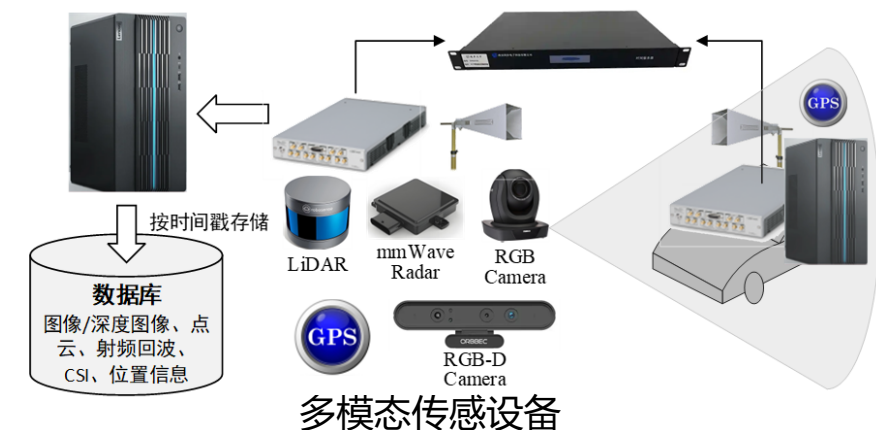 GPS
按时间戳存储
LiDAR
mmWave
Radar
RGB
Camera
数据库
图像/深度图像、点
云、射频回波、
CSI、位置信息
GPS
ORBBEC
RGB-D
Camera
多模态传感设备